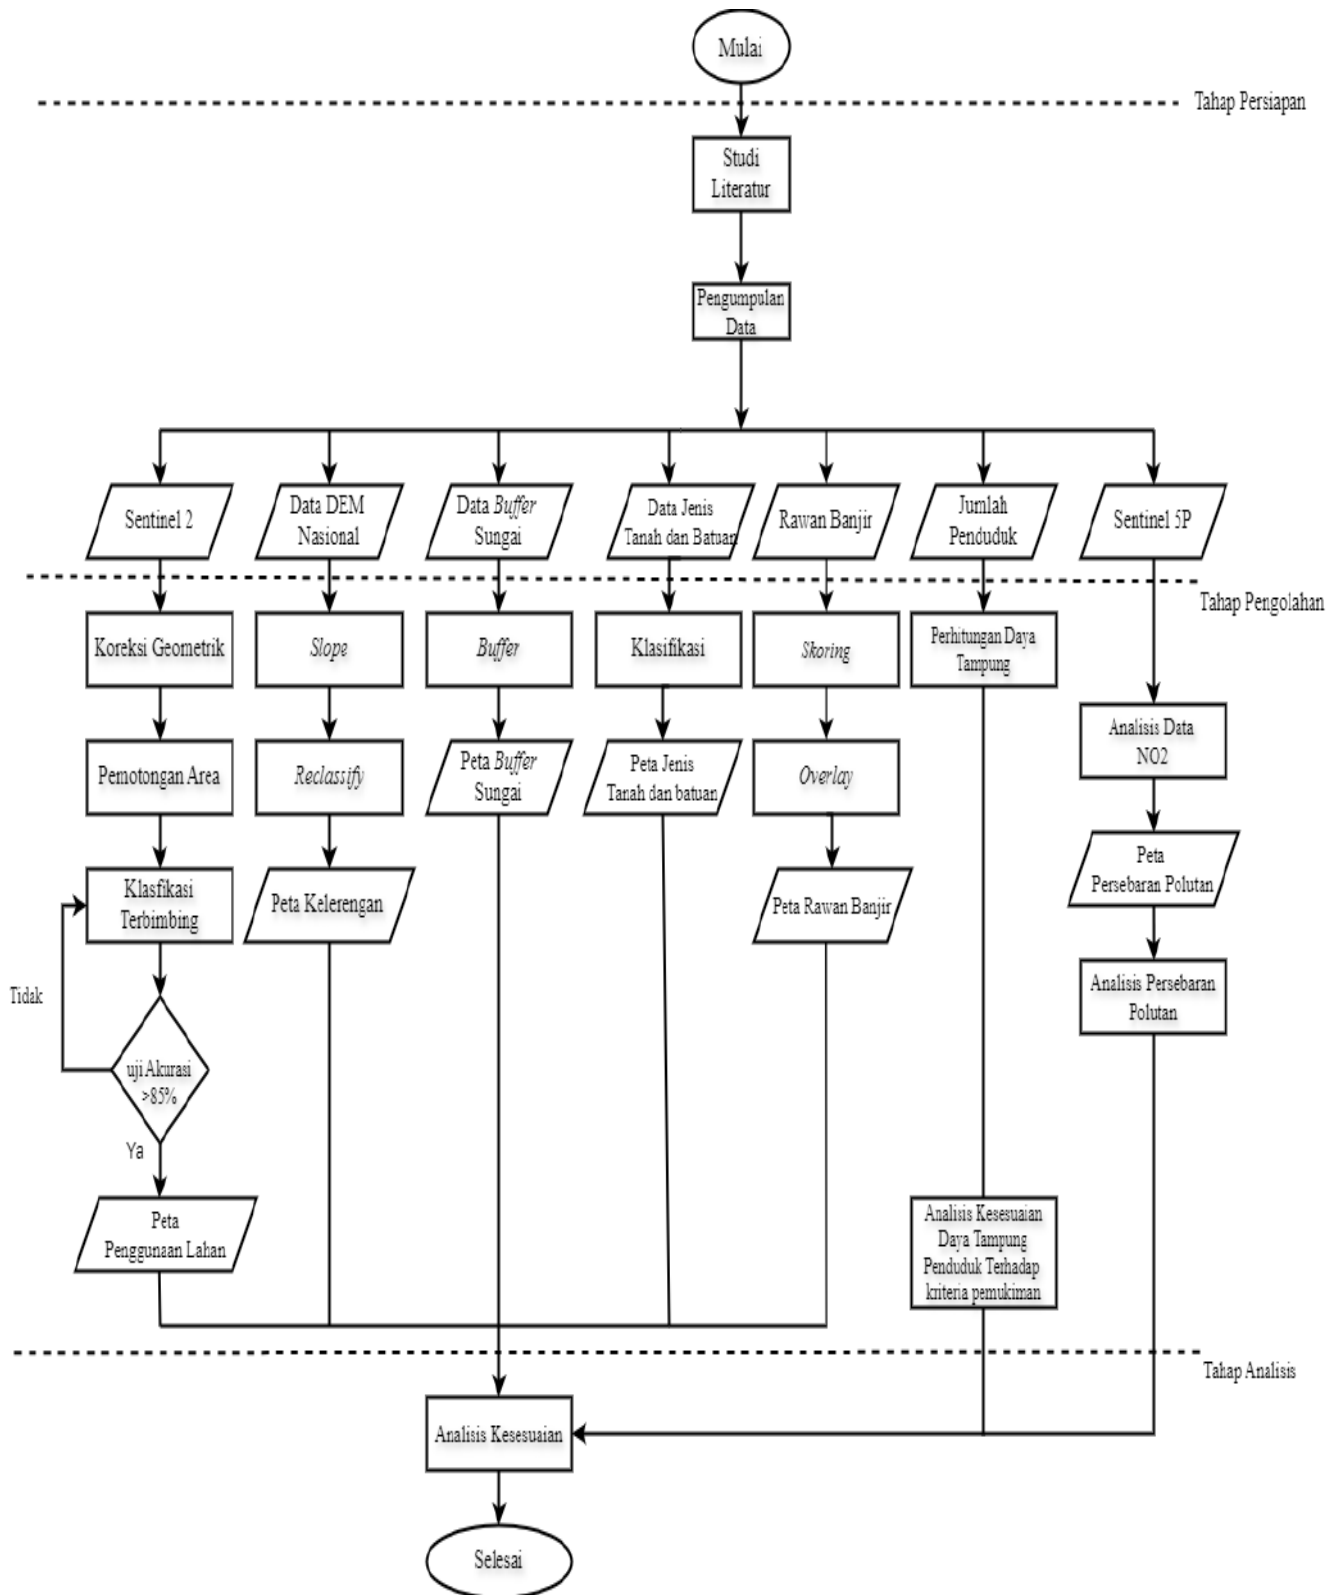 Mulai
Tahap Persiapan
Studi
Literatur
Pengumpulan
Data
Sentinel 2
Data DEM
Nasional
Data Buffer
Sungai
Data Jenis
Tanah dan Batuan
Rawan Banjir
Jumlah
Penduduk
Sentinel 5P
Tahap Pengolahan
Koreksi Geometrik
Slope
Buffer
Klasifikasi
Skoring
Perhitungan Daya
Tampung
Analisis Data
NO2
Pemotongan Area
Reclassify
Peta Buffer
Sungai
Peta Jenis
Tanah dan batuan
Overlay
Peta
Persebaran Polutan
Klasfikasi
Terbimbing
Peta Kelerengan
Peta Rawan Banjir
Analisis Persebaran
Polutan
Tidak
uji Akurasi
>85%
Ya
Peta
Penggunaan Lahan
Analisis Kesesuaian
Daya Tampung
Penduduk Terhadap
kriteria pemukiman
Tahap Analisis
Analisis Kesesuaian
Selesai